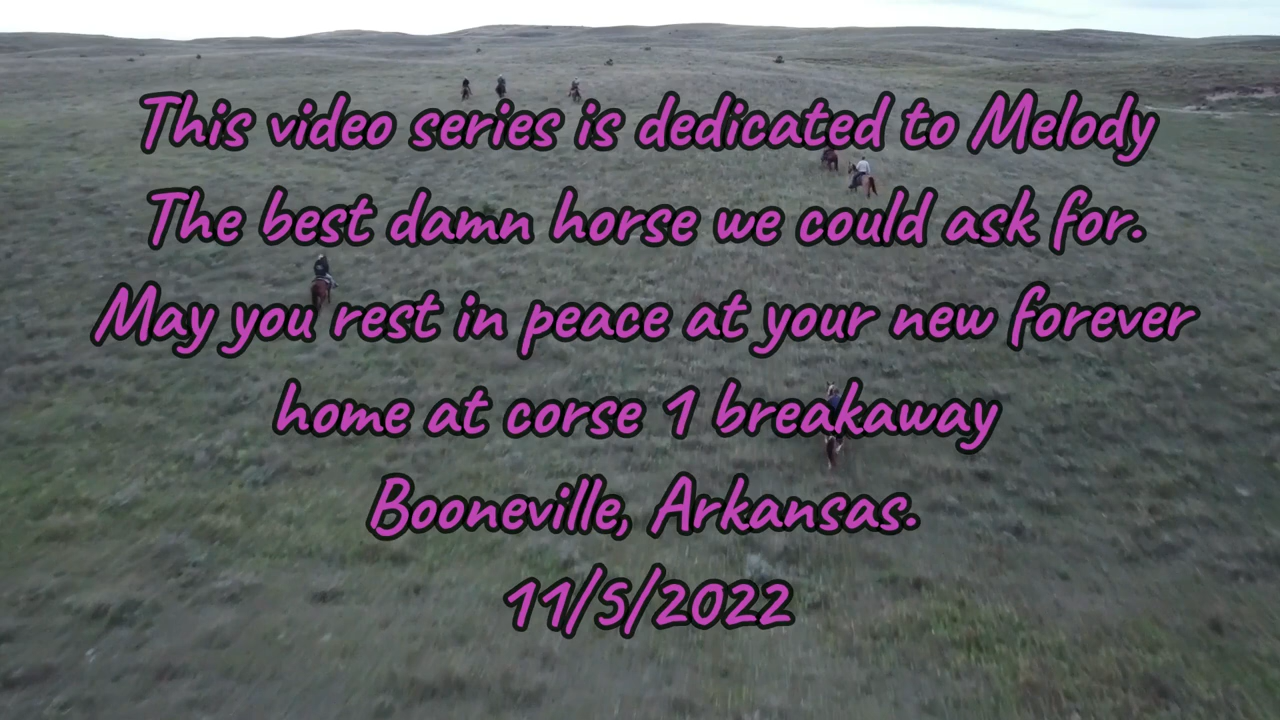 This video series is dedicated to Melody
The best damn horse we could ask for.
May you rest in peace at your new forever
home at corse 1 breakaway
Booneville, Arkansas.
11/5/2022